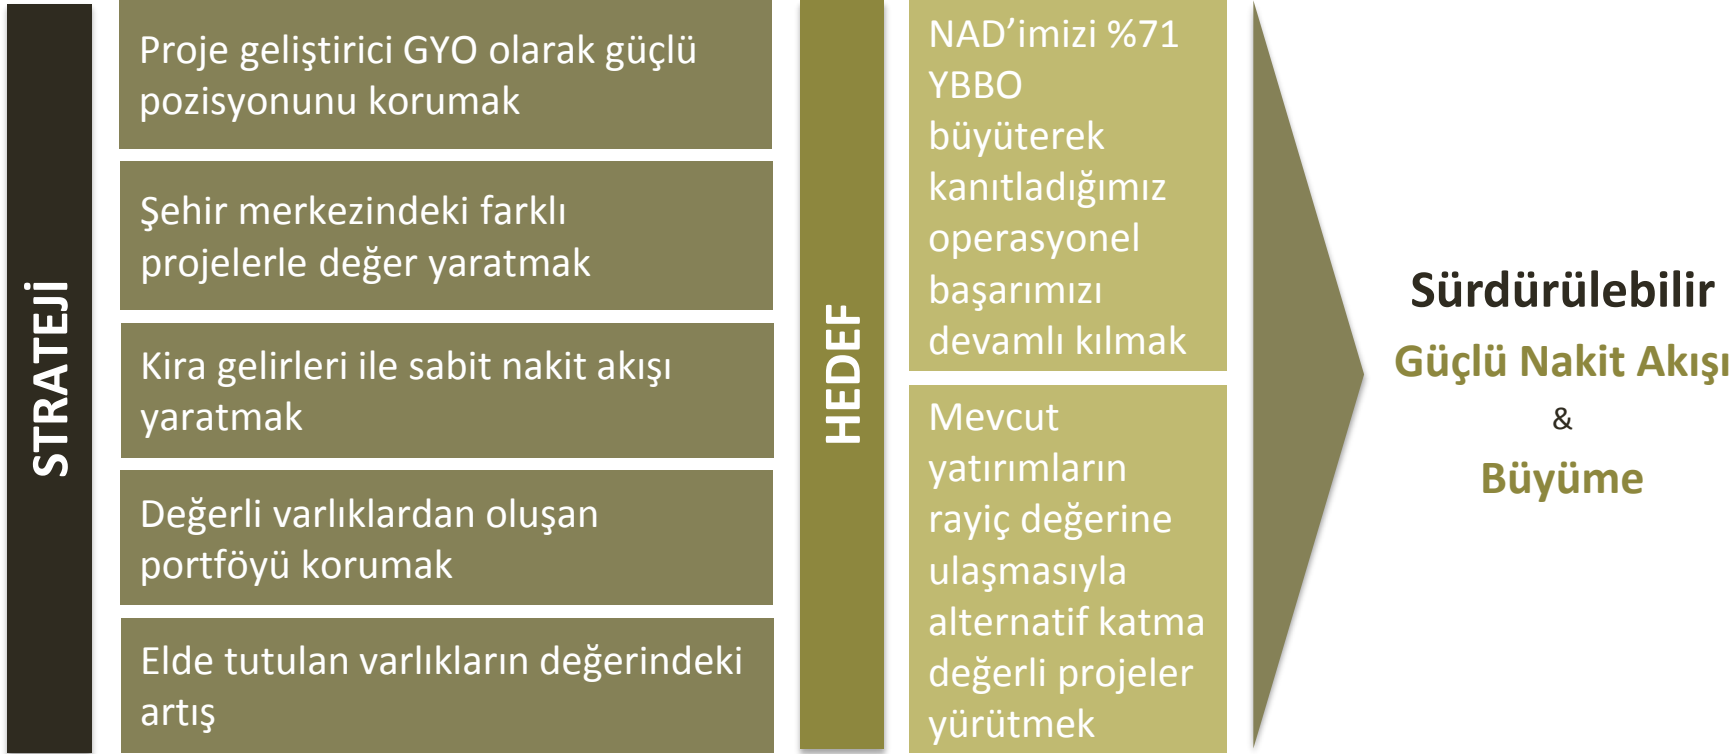 STRATEJİ
Proje geliştirici GYO olarak güçlü
pozisyonunu korumak
Şehir merkezindeki farklı
projelerle değer yaratmak
Kira gelirleri ile sabit nakit akışı
yaratmak
Değerli varlıklardan oluşan
portföyü korumak
Elde tutulan varlıkların değerindeki
artış
HEDEF
NAD’imizi %71
YBBO
büyüterek
kanıtladığımız
operasyonel
başarımızı
devamlı kılmak
Mevcut
yatırımların
rayiç değerine
ulaşmasıyla
alternatif katma
değerli projeler
yürütmek
Sürdürülebilir
Güçlü Nakit Akışı
&
Büyüme